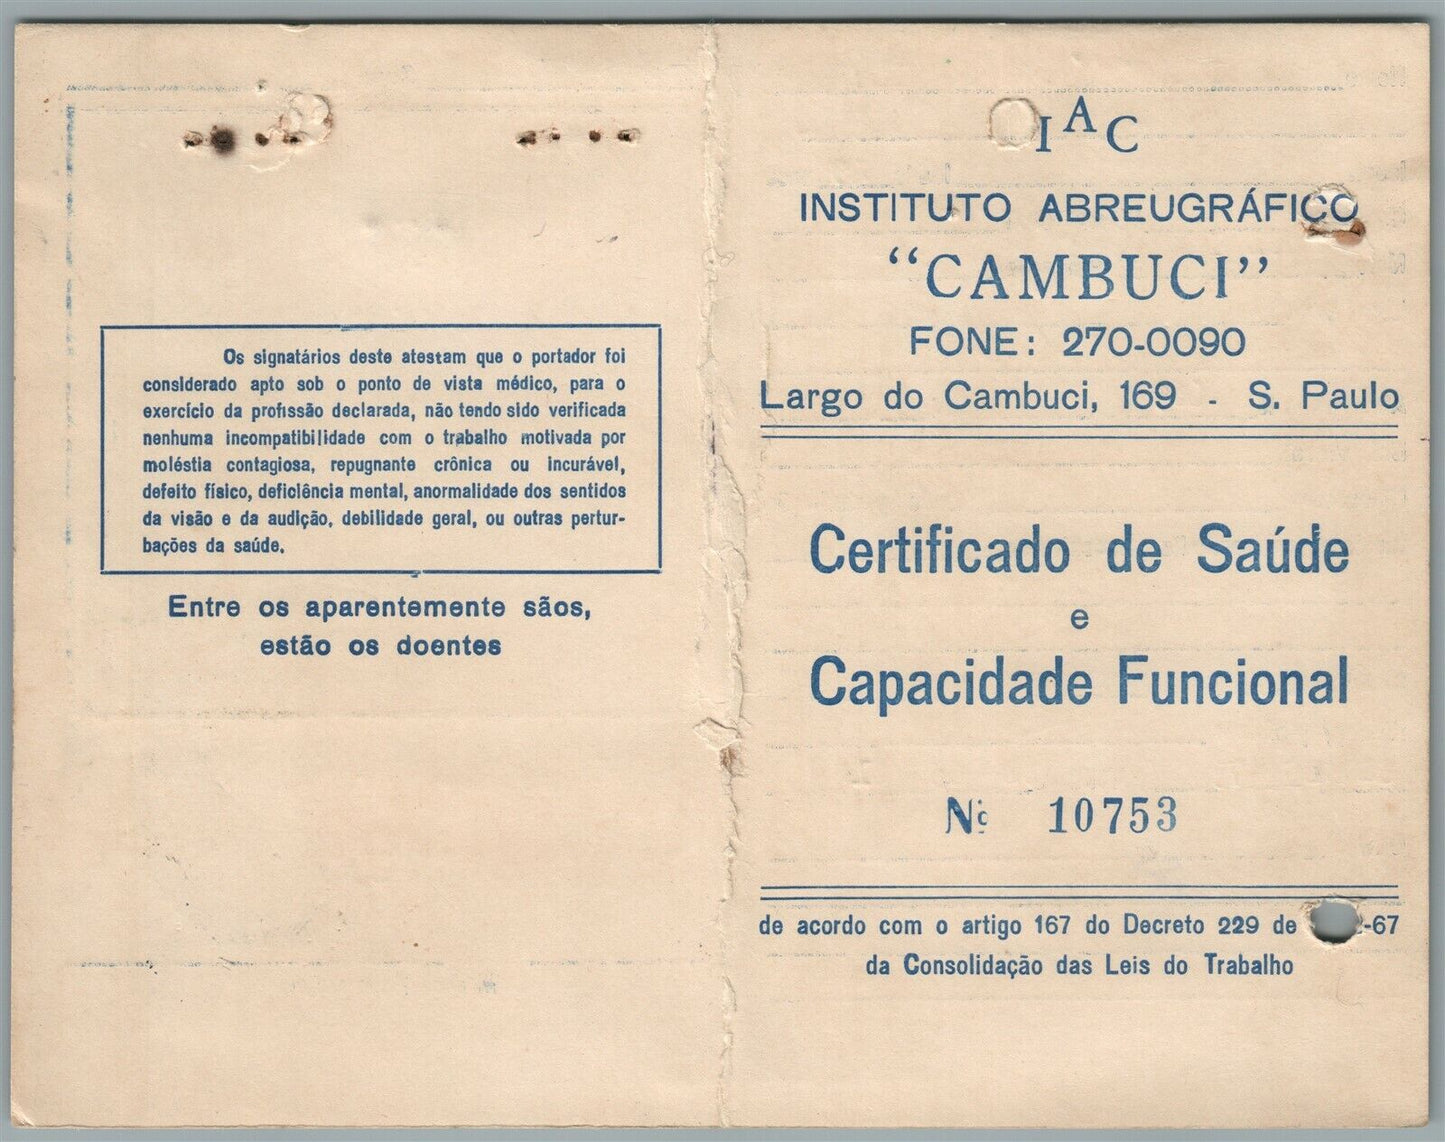 Os signatários deste atestam que o portador foi
considerado apto sob o ponto de vista médico, para o
exercício da profissão declarada, não tendo sido verificada
nenhuma incompatibilidade com o trabalho motivada por
moléstia contagiosa, repugnante crônica ou incurável,
defeito físico, deficiência mental, anormalidade dos sentidos
da visão e da audição, debilidade geral, ou outras pertur-
bações da saúde.
Entre os aparentemente sãos,
estão os doentes
IAC
INSTITUTO ABREUGRÁFICO
“CAMBUCI”
FONE: 270-0090
Largo do Cambuci, 169 - S. Paulo
Certificado de Saúde
e
Capacidade Funcional
Nº 10753
de acordo com o artigo 167 do Decreto 229 de -67
da Consolidação das Leis do Trabalho